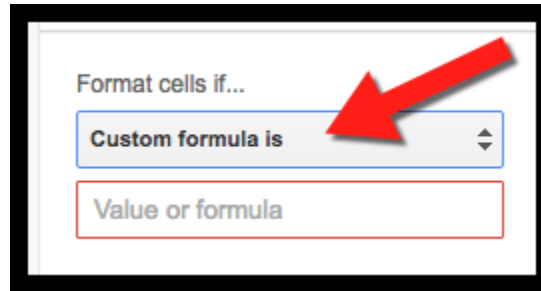 Format cells if...
Custom formula is
Value or formula